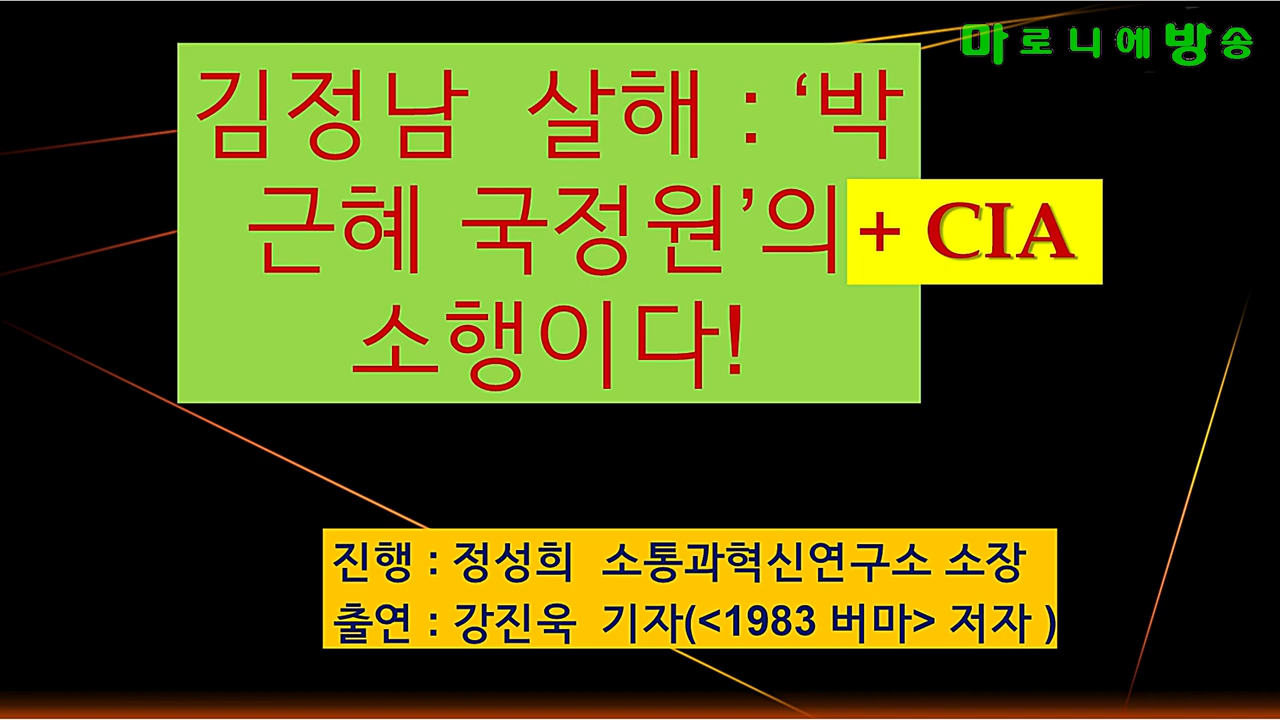 마로니에방송
김정남 살해 : ‘박
근혜 국정원’의 + CIA
소행이다!
진행 : 정성희 소통과혁신연구소 소장
출연 : 강진욱 기자(<1983 버마> 저자 )